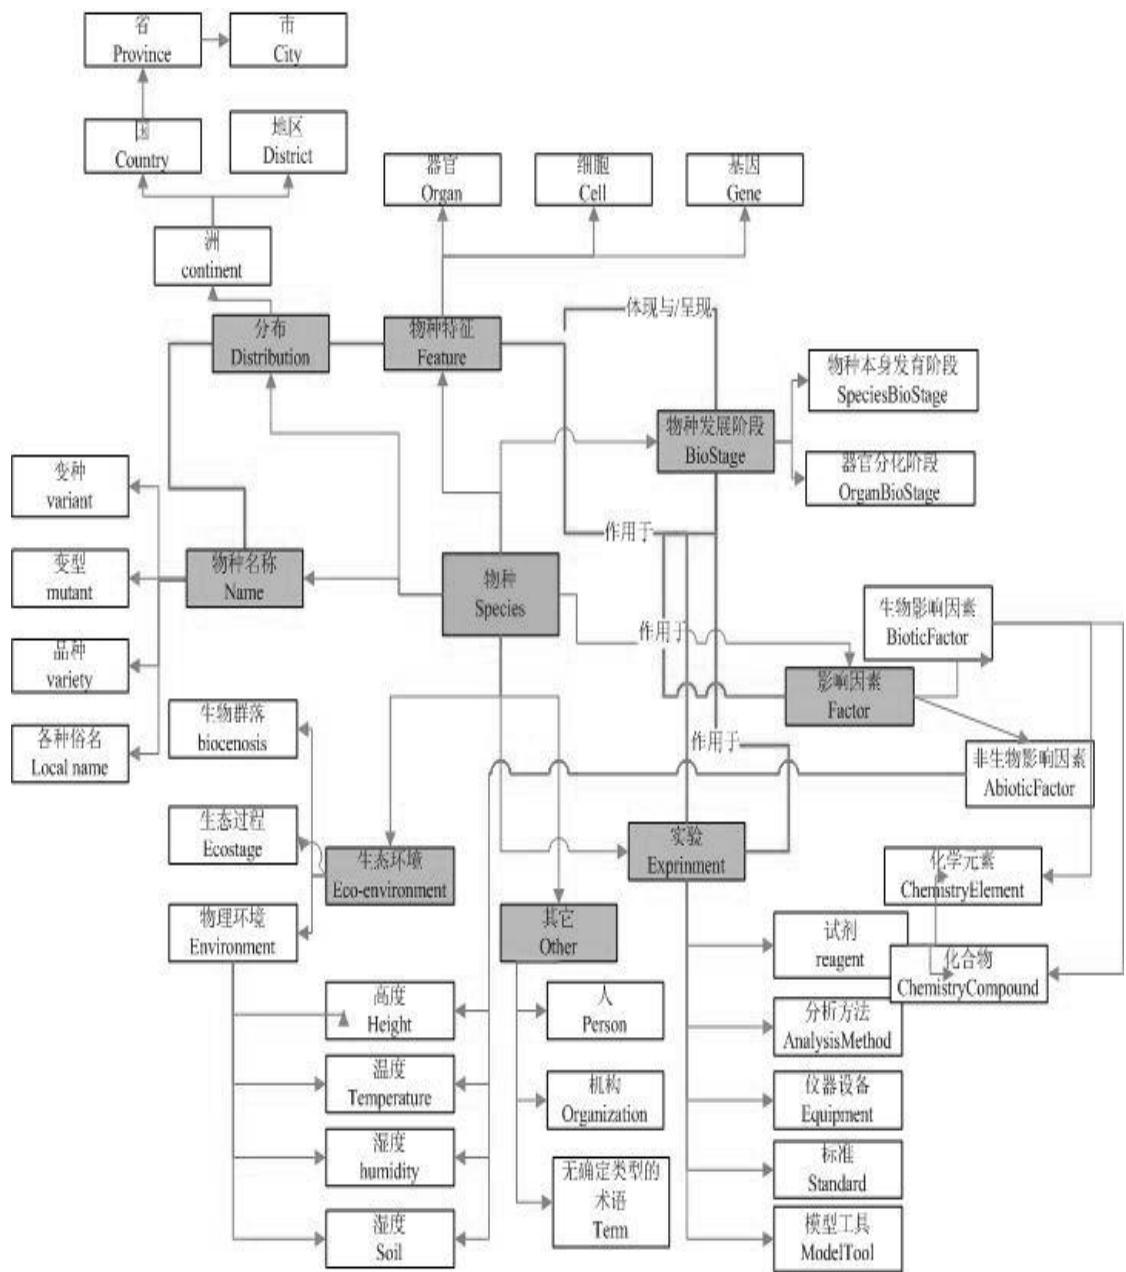 省
Province
市
City
国
Country
地区
District
器官
Organ
细胞
Cell
基因
Gene
洲
continent
分布
Distribution
物种特征
Feature
体现与/呈现
物种本身发育阶段
SpeciesBioStage
物种发展阶段
BioStage
器官分化阶段
OrganBioStage
变种
variant
作用于
变型
mutant
物种名称
Name
物种
Species
生物影响因素
BioticFactor
作用于
品种
variety
影响因素
Factor
生物群落
biocenosis
各种俗名
Local name
作用于
非生物影响因素
AbioticFactor
生态过程
Ecostage
生态环境
Eco-environment
实验
Exprinment
化学元素
ChemistryElement
物理环境
Environment
其它
Other
试剂
reagent
化合物
ChemistryCompound
高度
Height
人
Person
分析方法
AnalysisMethod
温度
Temperature
机构
Organization
仪器设备
Equipment
湿度
humidity
无确定类型的
术语
Term
标准
Standard
湿度
Soil
模型工具
ModelTool